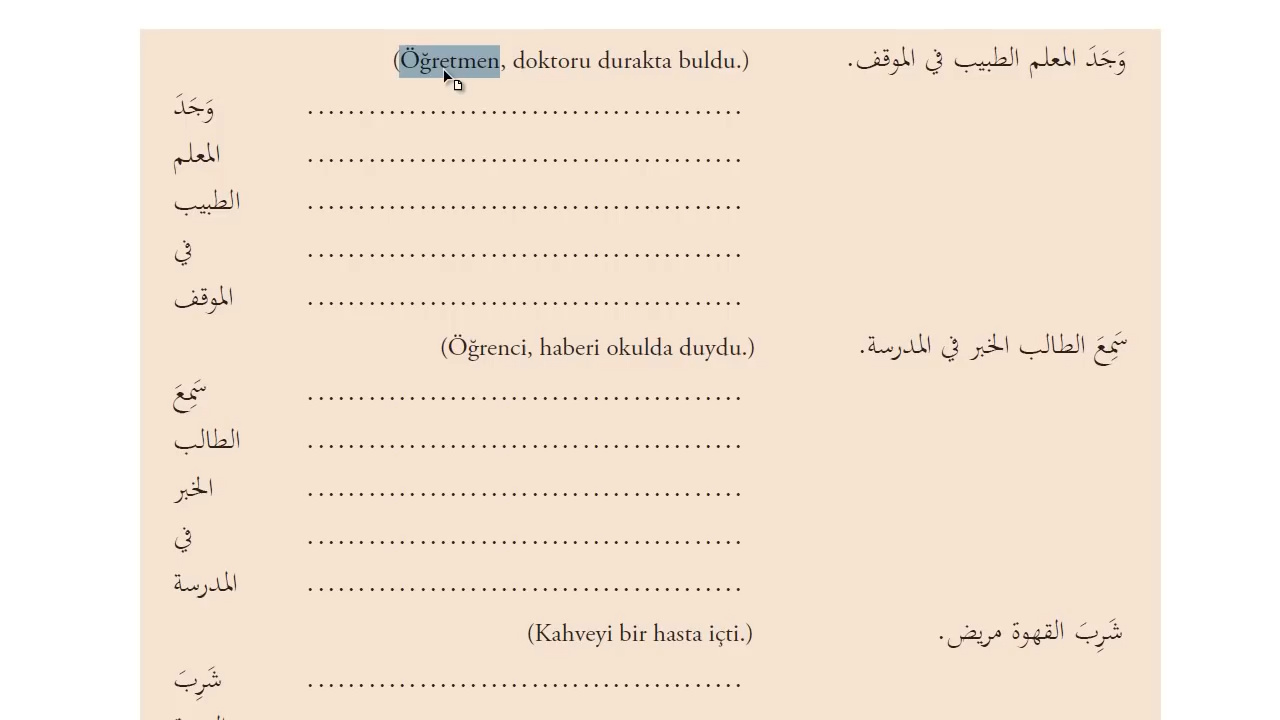 وَجَدَ المعلم الطبيب في الموقف. (Öğretmen, doktoru durakta buldu.)
وَجَدَ ...........................................
المعلم ...........................................
الطبيب ...........................................
في ...........................................
الموقف ...........................................
سَمِعَ الطالب الخبر في المدرسة. (Öğrenci, haberi okulda duydu.)
سَمِعَ ...........................................
الطالب ...........................................
الخبر ...........................................
في ...........................................
المدرسة ...........................................
شَرِبَ القهوة مريض. (Kahveyi bir hasta içti.)
شَرِبَ ...........................................